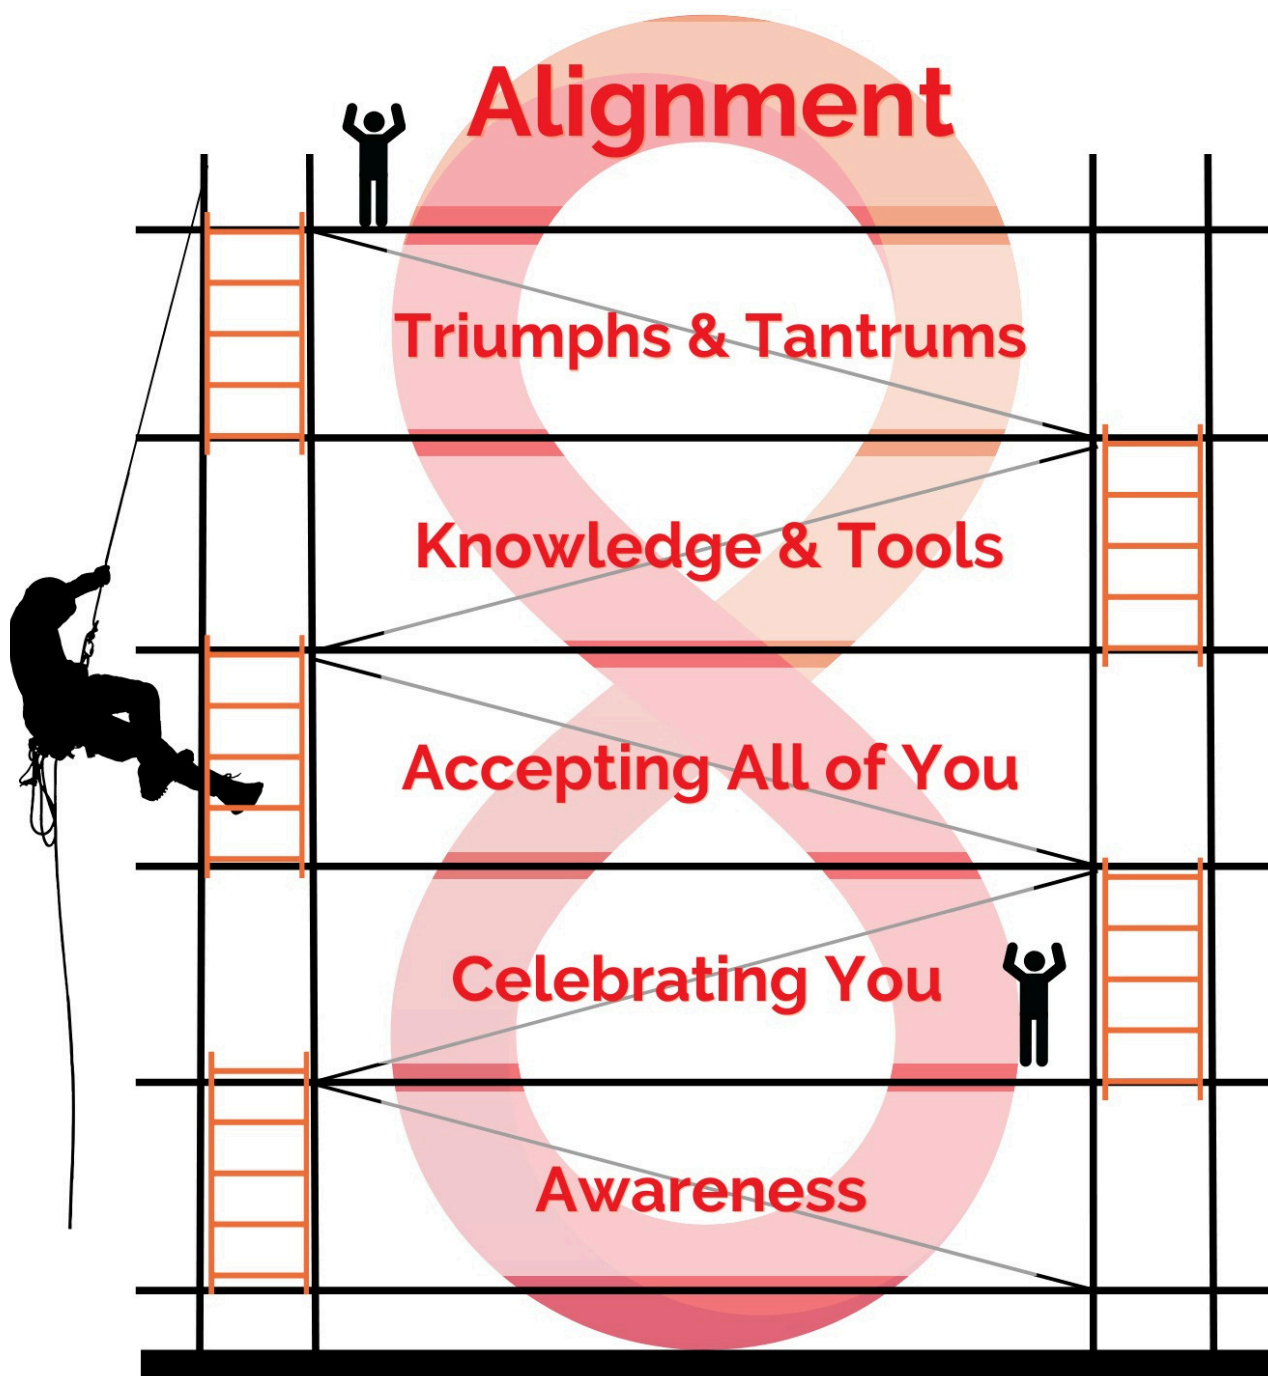 Alignment
Triumphs & Tantrums
Knowledge & Tools
Accepting All of You
Celebrating You
Awareness